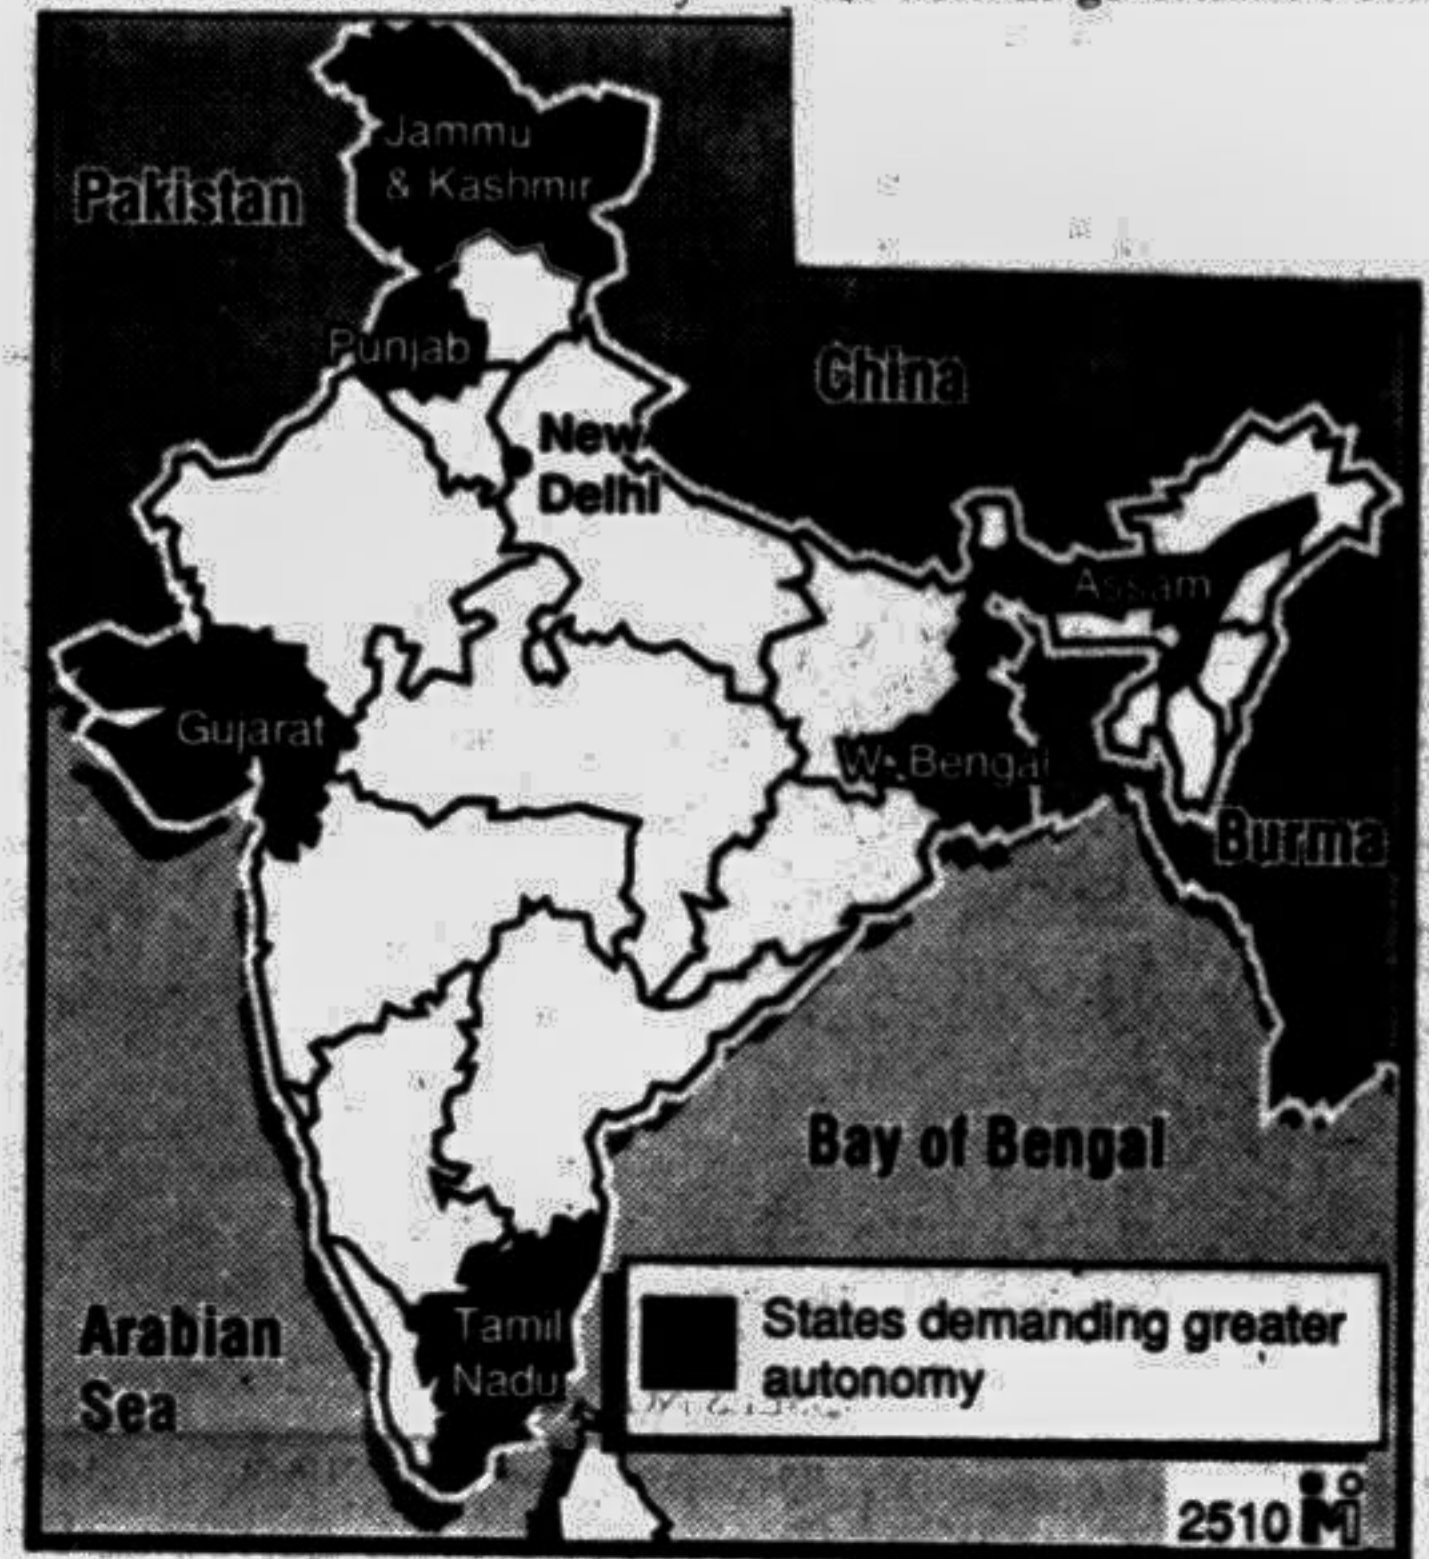 Jammu
& Kashmir
Pakistan
Punjab
China
New
Delhi
Assam
Gujarat
W. Bengal
Burma
Bay of Bengal
Arabian
Sea
Tamil
Nadu
States demanding greater
autonomy
2510